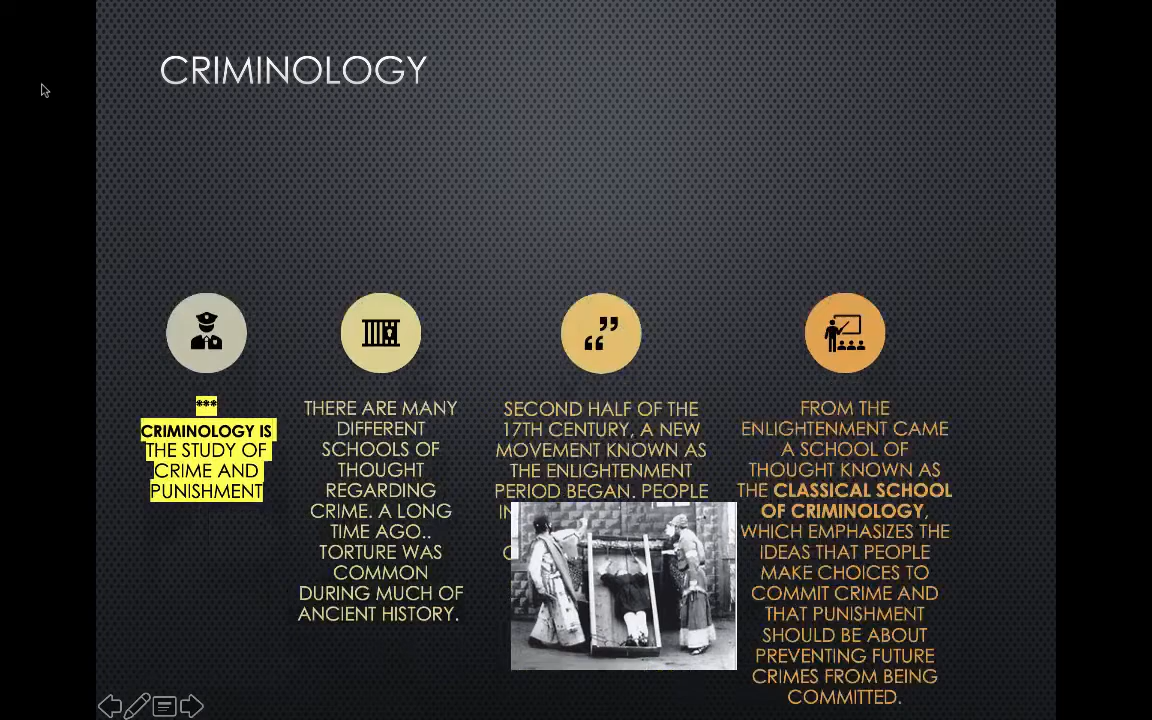 CRIMINOLOGY
***
CRIMINOLOGY IS
THE STUDY OF
CRIME AND
PUNISHMENT
THERE ARE MANY
DIFFERENT
SCHOOLS OF
THOUGHT
REGARDING
CRIME. A LONG
TIME AGO..
TORTURE WAS
COMMON
DURING MUCH OF
ANCIENT HISTORY.
SECOND HALF OF THE
17TH CENTURY, A NEW
MOVEMENT KNOWN AS
THE ENLIGHTENMENT
PERIOD BEGAN. PEOPLE
FROM THE
ENLIGHTENMENT CAME
A SCHOOL OF
THOUGHT KNOWN AS
THE CLASSICAL SCHOOL
OF CRIMINOLOGY,
WHICH EMPHASIZES THE
IDEAS THAT PEOPLE
MAKE CHOICES TO
COMMIT CRIME AND
THAT PUNISHMENT
SHOULD BE ABOUT
PREVENTING FUTURE
CRIMES FROM BEING
COMMITTED.